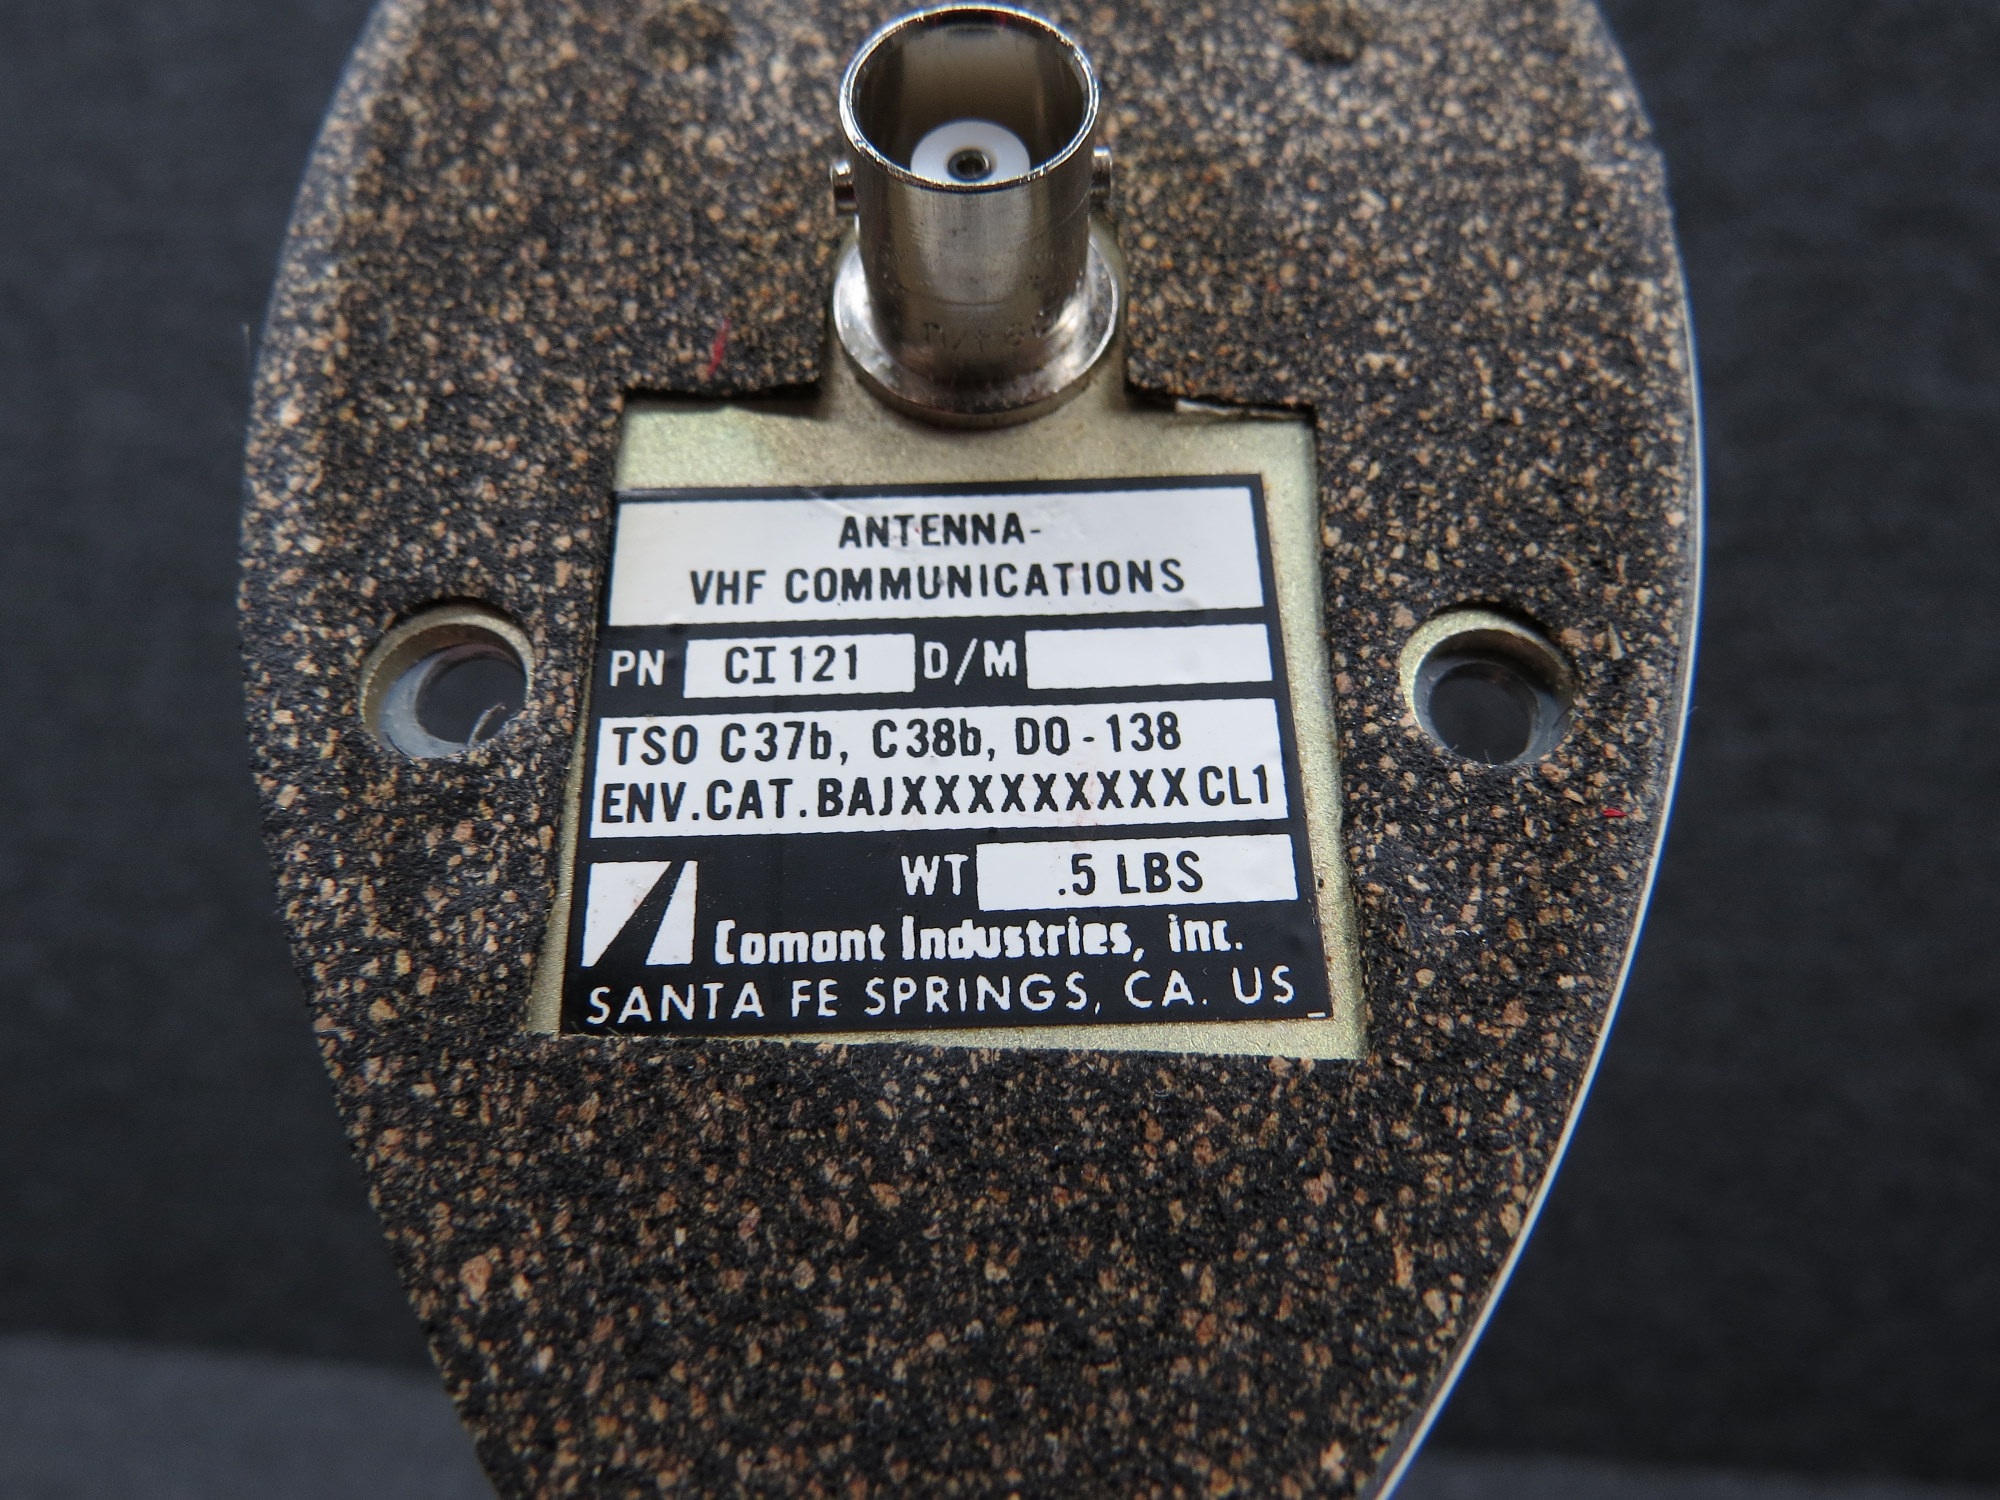 ANTENNA-
VHF COMMUNICATIONS
PN CI121 D/M
TSO C37b, C38b, DO-138
ENV.CAT.BAJXXXXXXXXXCL1
WT .5 LBS
Comant Industries, inc.
SANTA FE SPRINGS, CA. US